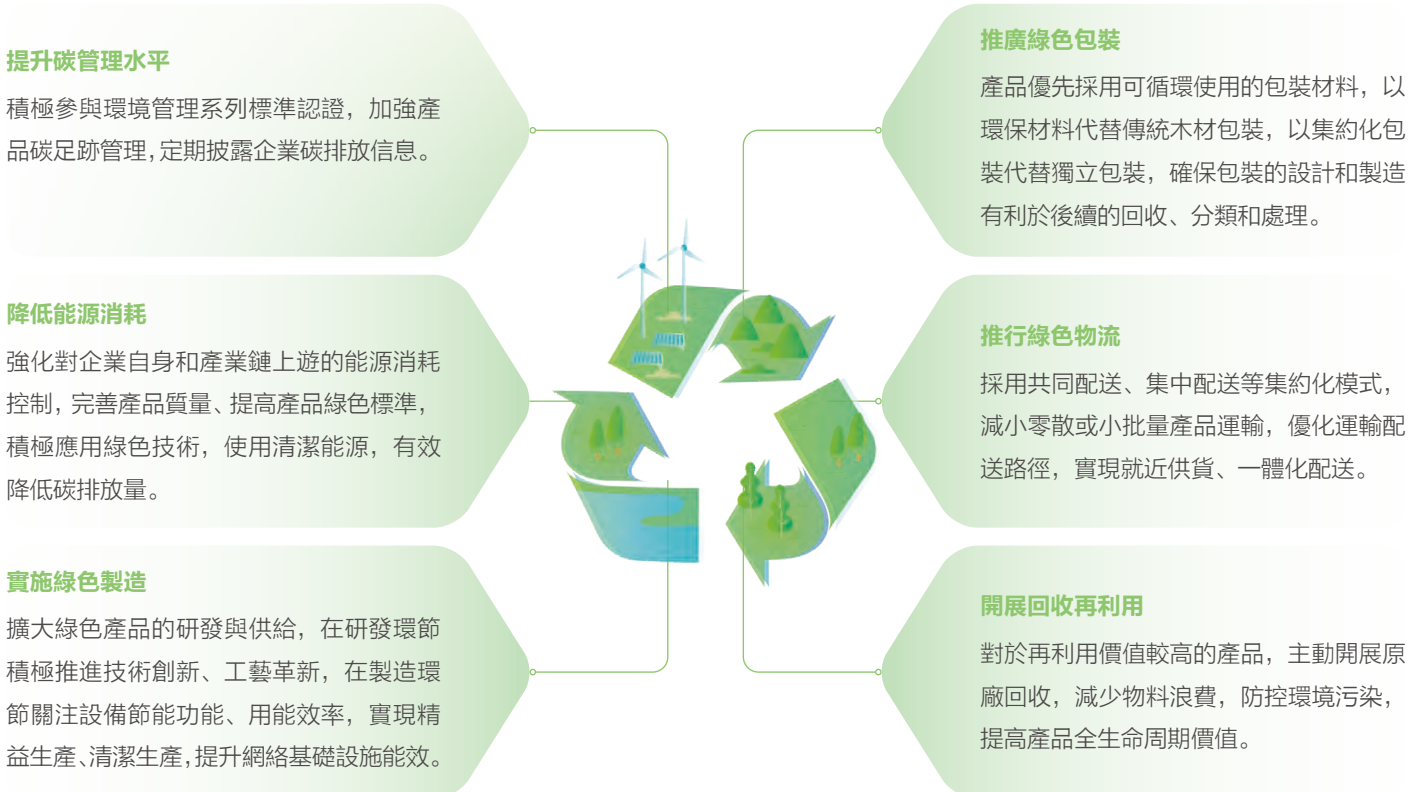 提升碳管理水平
積極參與環境管理系列標準認證，加強產
品碳足跡管理，定期披露企業碳排放信息。
降低能源消耗
強化對企業自身和產業鏈上遊的能源消耗
控制，完善產品質量、提高產品綠色標準，
積極應用綠色技術，使用清潔能源，有效
降低碳排放量。
實施綠色製造
擴大綠色產品的研發與供給，在研發環節
積極推進技術創新、工藝革新，在製造環
節關注設備節能功能、用能效率，實現精
益生產、清潔生產，提升網絡基礎設施能效。
推廣綠色包裝
產品優先採用可循環使用的包裝材料，以
環保材料代替傳統木材包裝，以集約化包
裝代替獨立包裝，確保包裝的設計和製造
有利於後續的回收、分類和處理。
推行綠色物流
採用共同配送、集中配送等集約化模式，
減小零散或小批量產品運輸，優化運輸配
送路徑，實現就近供貨、一體化配送。
開展回收再利用
對於再利用價值較高的產品，主動開展原
廠回收，減少物料浪費，防控環境污染，
提高產品全生命周期價值。